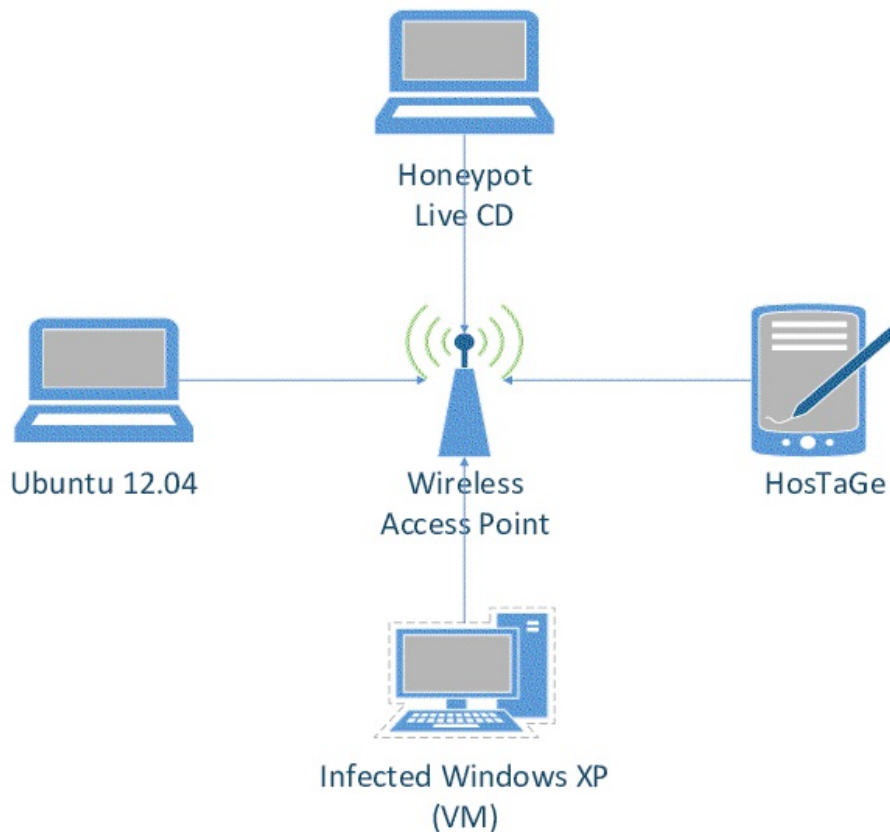 Honeypot
Live CD
Ubuntu 12.04
Wireless
Access Point
HosTaGe
Infected Windows XP
(VM)